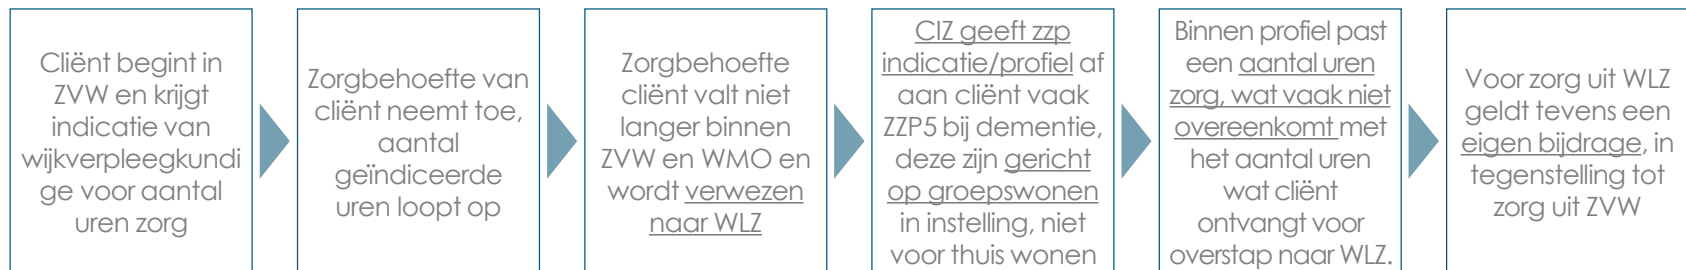 Cliënt begint in
ZVW en krijgt
indicatie van
wijkverpleegkundi
ge voor aantal
uren zorg
Zorgbehoefte van
cliënt neemt toe,
aantal
geïndiceerde
uren loopt op
Zorgbehoefte
cliënt valt niet
langer binnen
ZVW en WMO en
wordt verwezen
naar WLZ
CIZ geeft zzp
indicatie/profiel af
aan cliënt vaak
ZZP5 bij dementie,
deze zijn gericht
op groepswonen
in instelling, niet
voor thuis wonen
Binnen profiel past
een aantal uren
zorg, wat vaak niet
overeenkomt met
het aantal uren
wat cliënt
ontvangt voor
overstap naar WLZ.
Voor zorg uit WLZ
geldt tevens een
eigen bijdrage, in
tegenstelling tot
zorg uit ZVW